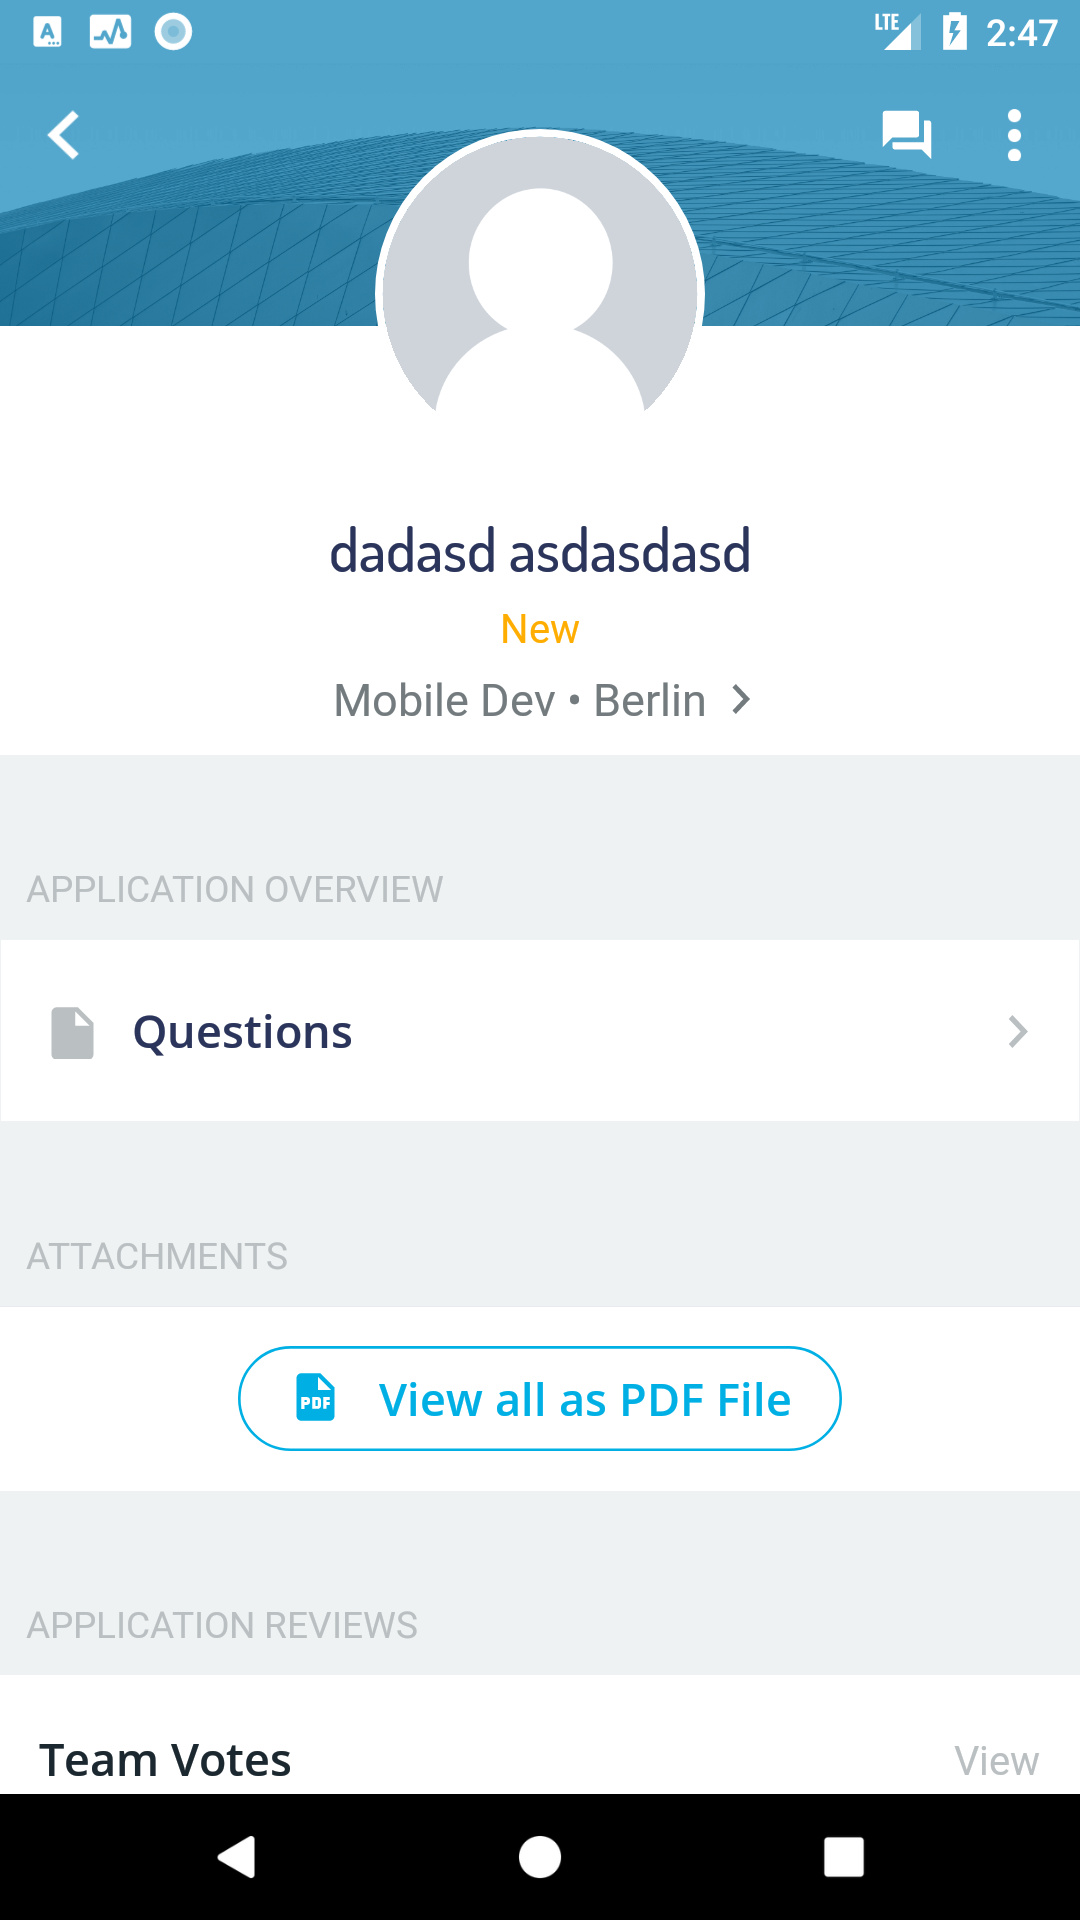 LTE 2:47
dadasd asdasdasd
New
Mobile Dev • Berlin
APPLICATION OVERVIEW
Questions
ATTACHMENTS
PDF View all as PDF File
APPLICATION REVIEWS
Team Votes View